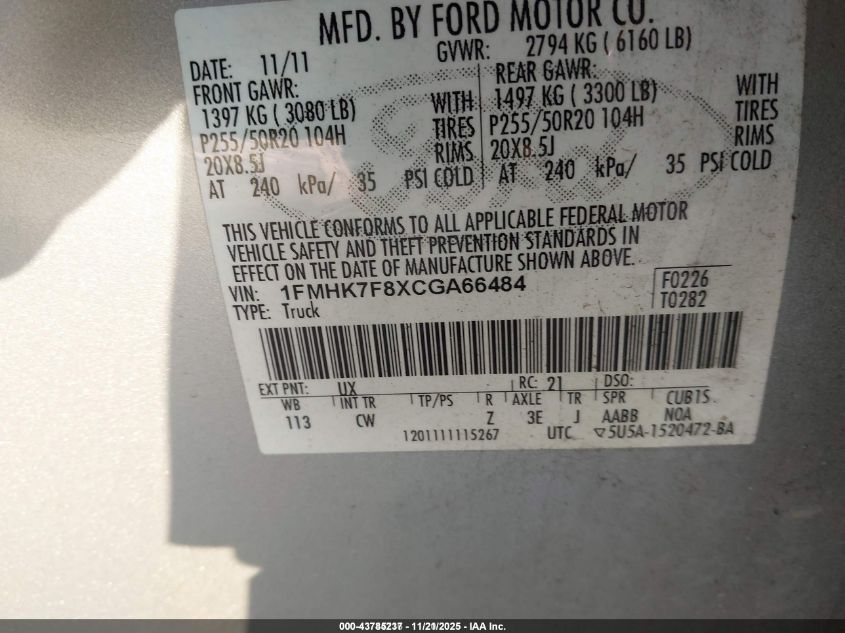 MFD. BY FORD MOTOR CO.
DATE: 11/11 GVWR: 2794 KG ( 6160 LB)
FRONT GAWR: REAR GAWR:
1397 KG ( 3080 LB) WITH 1497 KG ( 3300 LB) WITH
P255/50R20 104H TIRES P255/50R20 104H TIRES
20X8.5J RIMS 20X8.5J RIMS
AT 240 kPa/ 35 PSI COLD AT 240 kPa/ 35 PSI COLD
THIS VEHICLE CONFORMS TO ALL APPLICABLE FEDERAL MOTOR
VEHICLE SAFETY AND THEFT PREVENTION STANDARDS IN
EFFECT ON THE DATE OF MANUFACTURE SHOWN ABOVE.
VIN: 1FMHK7F8XCGA66484 F0226
TYPE: Truck T0282
EXT PNT: UX RC: 21 DSO:
WB INT TR TP/PS R AXLE TR SPR CUB1S
113 CW Z 3E J AABB NOA
1201111115267 UTC ▽5U5A-1520472-BA
11/21/2025 - IAA Inc.